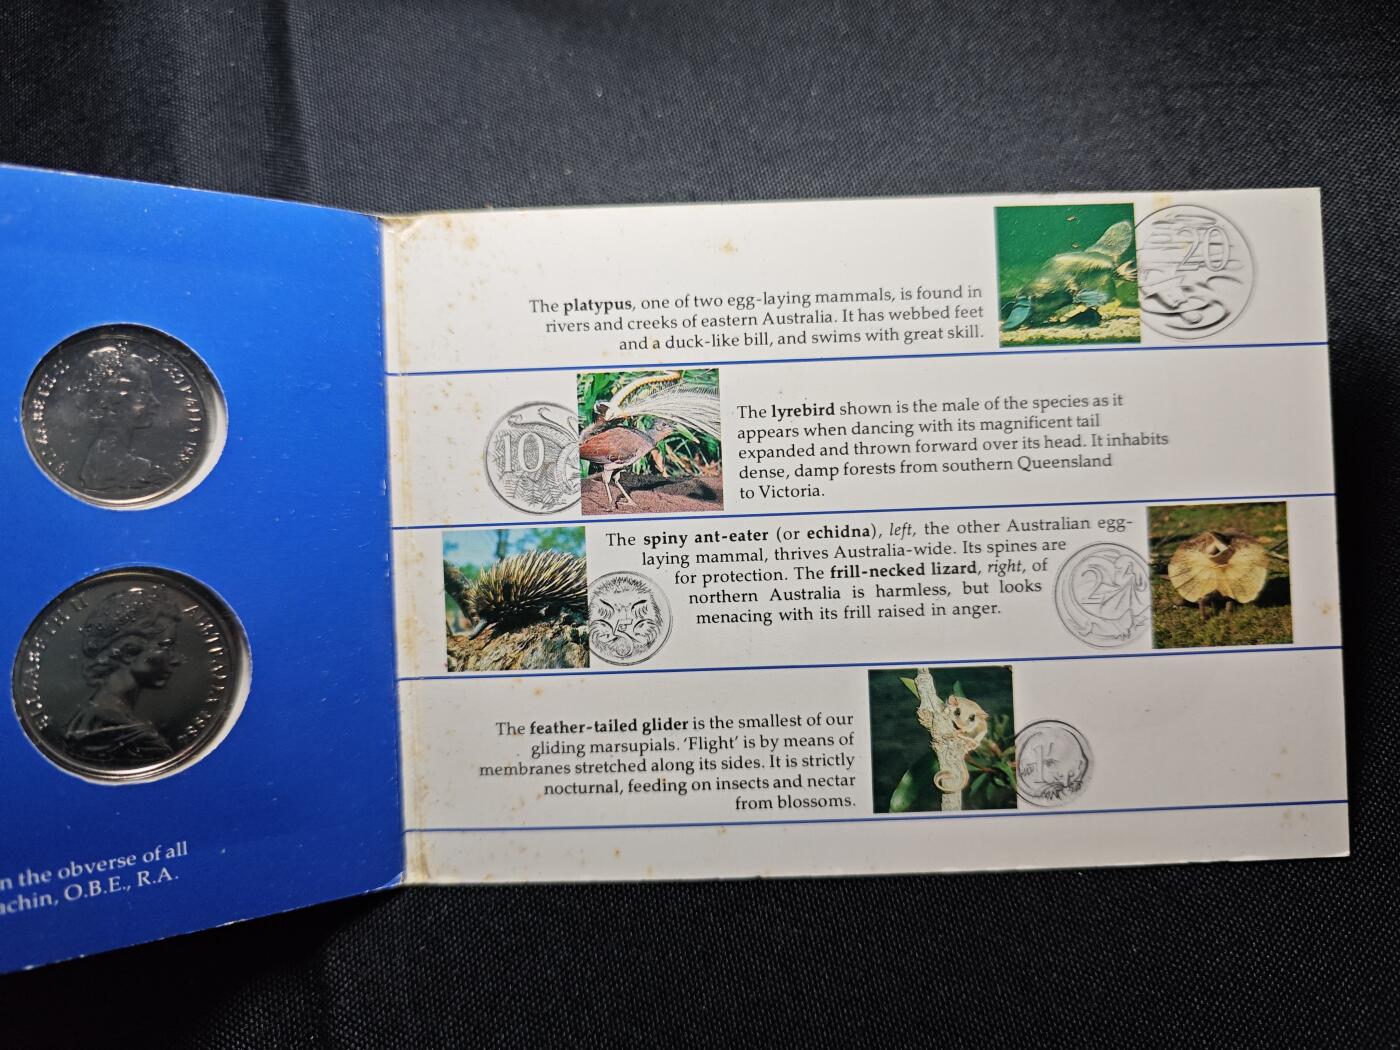 ELIZABETH II AUSTRALIA
ELIZABETH II AUSTRALIA
n the obverse of all
achin, O.B.E., R.A.
The platypus, one of two egg-laying mammals, is found in
rivers and creeks of eastern Australia. It has webbed feet
and a duck-like bill, and swims with great skill.
20
10
The lyrebird shown is the male of the species as it
appears when dancing with its magnificent tail
expanded and thrown forward over its head. It inhabits
dense, damp forests from southern Queensland
to Victoria.
The spiny ant-eater (or echidna), left, the other Australian egg-
laying mammal, thrives Australia-wide. Its spines are
for protection. The frill-necked lizard, right, of
northern Australia is harmless, but looks
menacing with its frill raised in anger.
5
2
The feather-tailed glider is the smallest of our
gliding marsupials. 'Flight' is by means of
membranes stretched along its sides. It is strictly
nocturnal, feeding on insects and nectar
from blossoms.
1